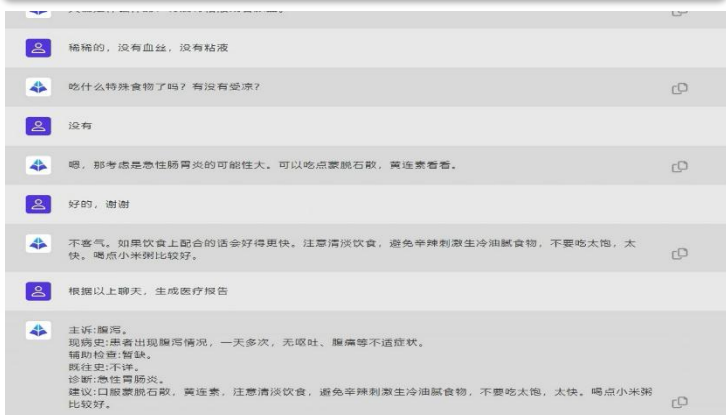 稀稀的，没有血丝，没有粘液
吃什么特殊食物了吗？有没有受凉？
没有
嗯，那考虑是急性肠胃炎的可能性大。可以吃点蒙脱石散，黄连素看看。
好的，谢谢
不客气。如果饮食上配合的话会好得更快。注意清淡饮食，避免辛辣刺激生冷油腻食物，不要吃太饱，太
快。喝点小米粥比较好。
根据以上聊天，生成医疗报告
主诉:腹泻。
现病史:患者出现腹泻情况，一天多次，无呕吐、腹痛等不适症状。
辅助检查:暂缺。
既往史:不详。
诊断:急性胃肠炎。
建议:口服蒙脱石散，黄连素，注意清淡饮食，避免辛辣刺激生冷油腻食物，不要吃太饱，太快。喝点小米粥
比较好。